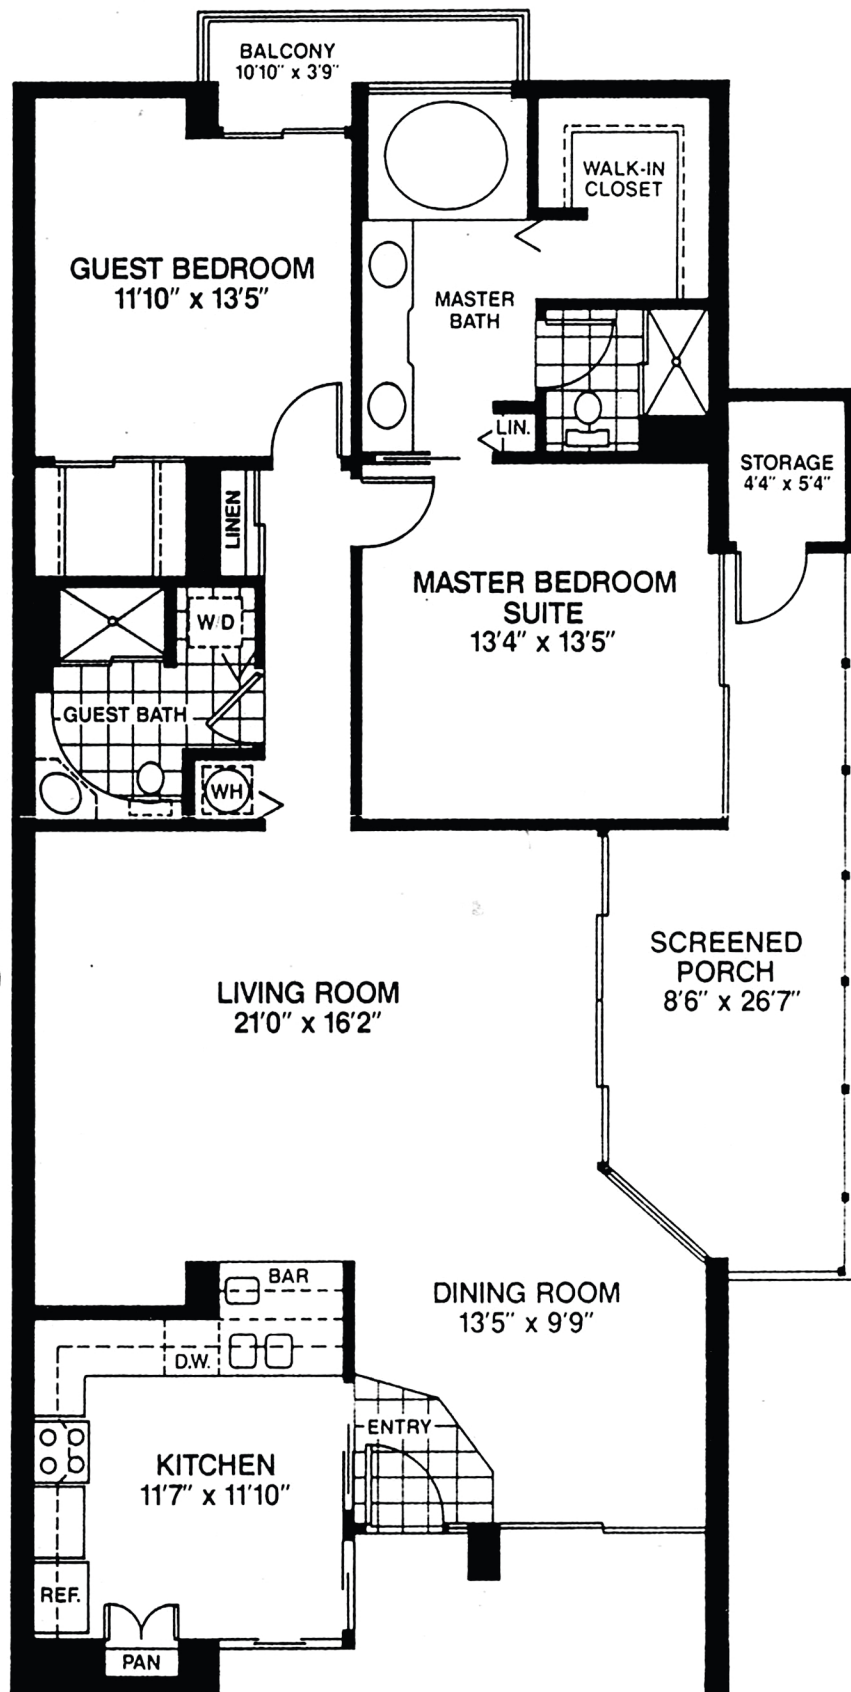 BALCONY
10'10" x 3'9"
WALK-IN
CLOSET
GUEST BEDROOM
11'10" x 13'5"
MASTER
BATH
LIN.
STORAGE
4'4" x 5'4"
LINEN
MASTER BEDROOM
SUITE
13'4" x 13'5"
W/D
GUEST BATH
WH
SCREENED
PORCH
8'6" x 26'7"
LIVING ROOM
21'0" x 16'2"
BAR
DINING ROOM
13'5" x 9'9"
D.W.
ENTRY
KITCHEN
11'7" x 11'10"
REF.
PAN